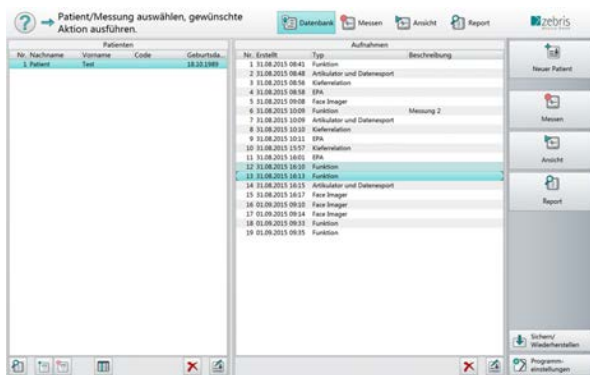 Patient/Messung auswählen, gewünschte
Aktion ausführen.
Datenbank Messen Ansicht Report
zebris
Patienten
Nr. Nachname Vorname Code Geburtsda...
1 Patient Test 18.10.1989
Aufnahmen
Nr. Erstellt Typ Beschreibung
1 31.08.2015 08:41 Funktion
2 31.08.2015 08:48 Artikulator und Datenexport
3 31.08.2015 08:56 Kieferrelation
4 31.08.2015 08:58 EPA
5 31.08.2015 09:08 Face Imager
6 31.08.2015 10:09 Funktion Messung 2
7 31.08.2015 10:09 Artikulator und Datenexport
8 31.08.2015 10:10 Kieferrelation
9 31.08.2015 10:11 EPA
10 31.08.2015 15:57 Kieferrelation
11 31.08.2015 16:01 EPA
12 31.08.2015 16:10 Funktion
13 31.08.2015 16:13 Funktion
14 31.08.2015 16:15 Artikulator und Datenexport
15 31.08.2015 16:17 Face Imager
16 01.09.2015 09:10 Face Imager
17 01.09.2015 09:14 Face Imager
18 01.09.2015 09:33 Funktion
19 01.09.2015 09:35 Funktion
Neuer Patient
Messen
Ansicht
Report
Sichern/
Wiederherstellen
Programm-
einstellungen